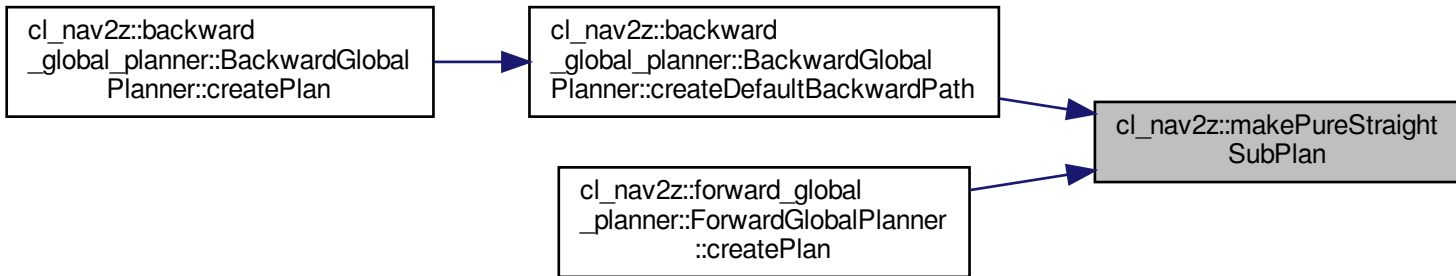 cl_nav2z::backward
_global_planner::BackwardGlobal
Planner::createPlan
cl_nav2z::backward
_global_planner::BackwardGlobal
Planner::createDefaultBackwardPath
cl_nav2z::makePureStraight
SubPlan
cl_nav2z::forward_global
_planner::ForwardGlobalPlanner
::createPlan